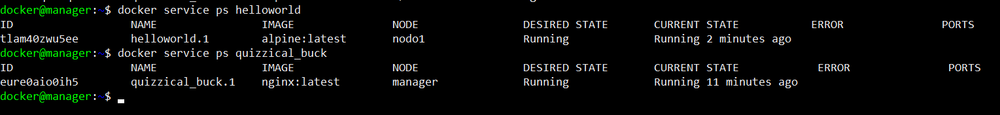 docker@manager:~$ docker service ps helloworld
ID NAME IMAGE NODE DESIRED STATE CURRENT STATE ERROR PORTS
tlam40zwu5ee helloworld.1 alpine:latest nodo1 Running Running 2 minutes ago
docker@manager:~$ docker service ps quizzical_buck
ID NAME IMAGE NODE DESIRED STATE CURRENT STATE ERROR PORTS
eure0aio0ih5 quizzical_buck.1 nginx:latest manager Running Running 11 minutes ago
docker@manager:~$